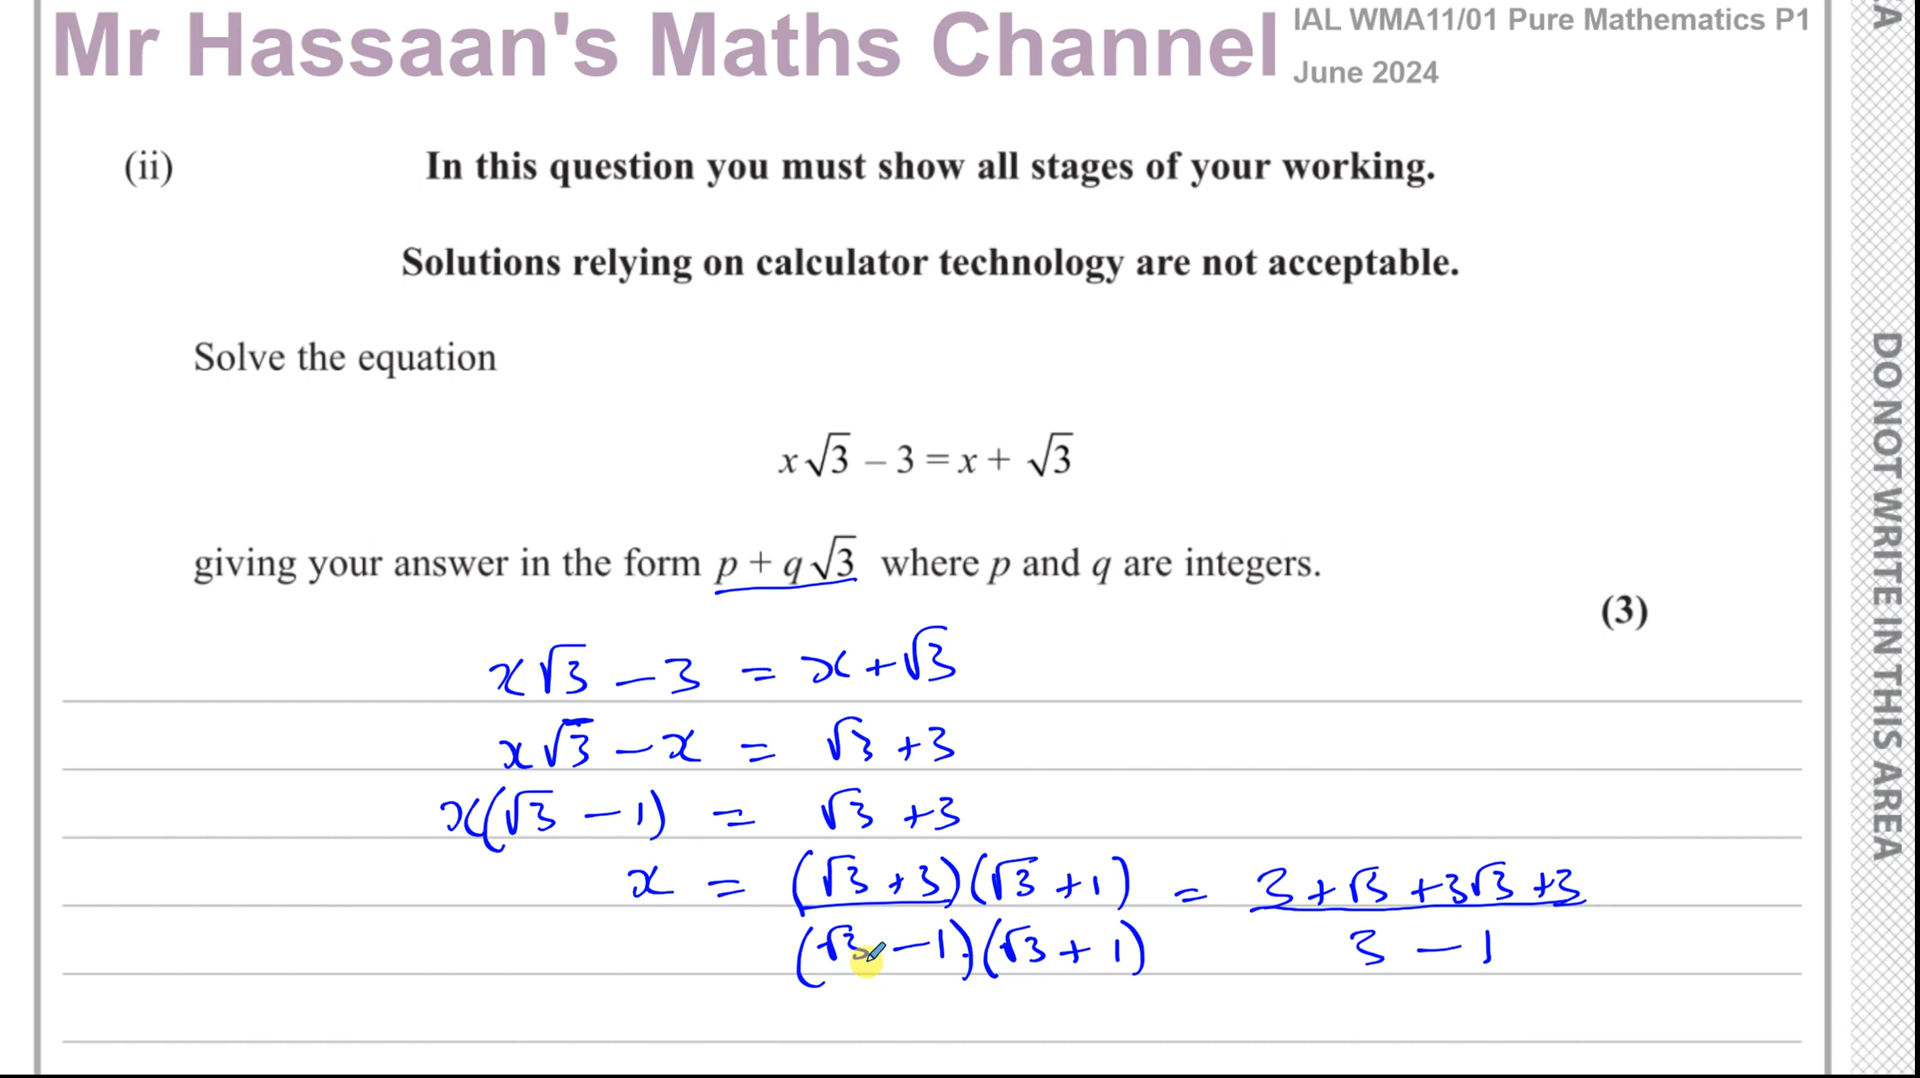 Mr Hassaan's Maths Channel
IAL WMA11/01 Pure Mathematics P1
June 2024
(ii) In this question you must show all stages of your working.
Solutions relying on calculator technology are not acceptable.
Solve the equation
x√3 – 3 = x + √3
giving your answer in the form p + q√3 where p and q are integers.
(3)
x√3 − 3 = x + √3
x√3 − x = √3 + 3
x(√3 − 1) = √3 + 3
x = (√3 + 3)(√3 + 1) = 3 + √3 + 3√3 + 3
(√3 − 1)(√3 + 1) 3 − 1
A
DO NOT WRITE IN THIS AREA